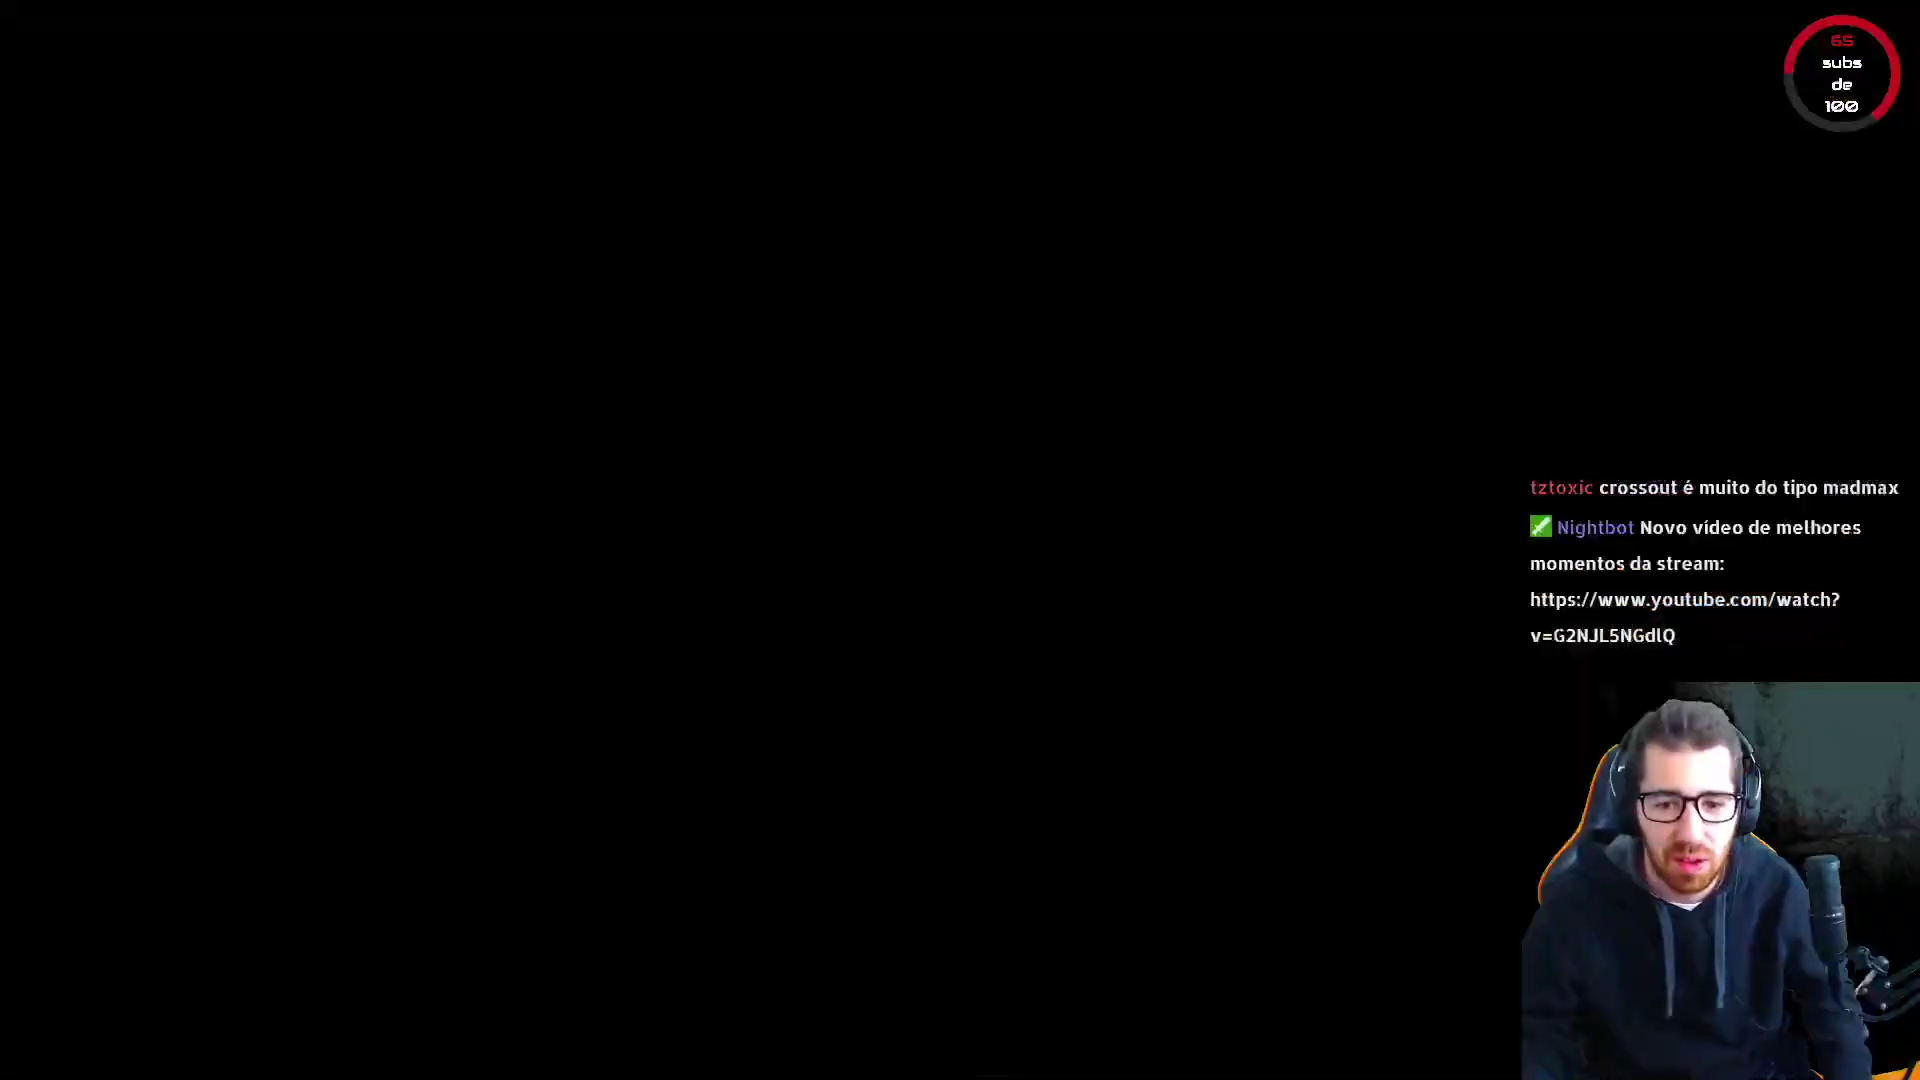 65
subs
de
100
tztoxic crossout é muito do tipo madmax
Nightbot Novo vídeo de melhores
momentos da stream:
https://www.youtube.com/watch?
v=G2NJL5NGdlQ